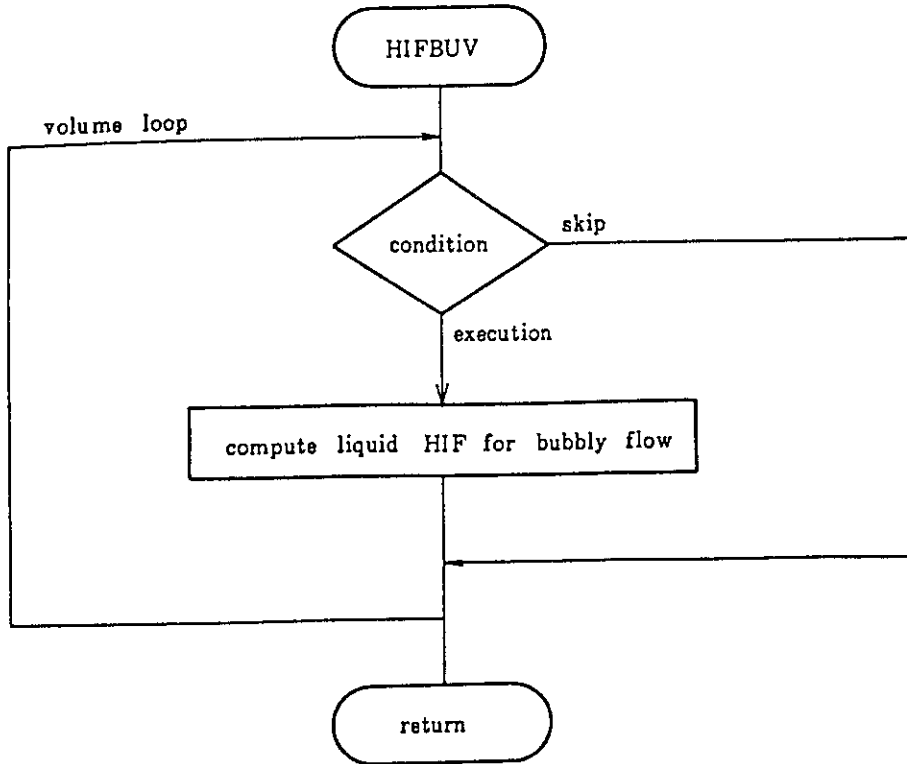 HIFBUV
volume loop
condition
skip
execution
compute liquid HIF for bubbly flow
return